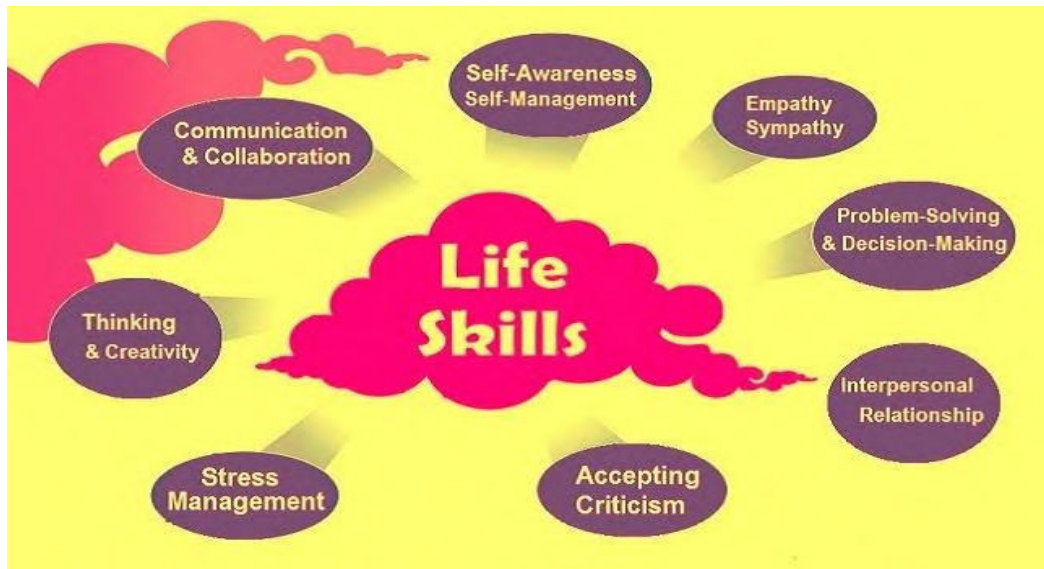 Self-Awareness
Self-Management
Empathy
Sympathy
Communication
& Collaboration
Problem-Solving
& Decision-Making
Life
Skills
Thinking
& Creativity
Interpersonal
Relationship
Stress
Management
Accepting
Criticism